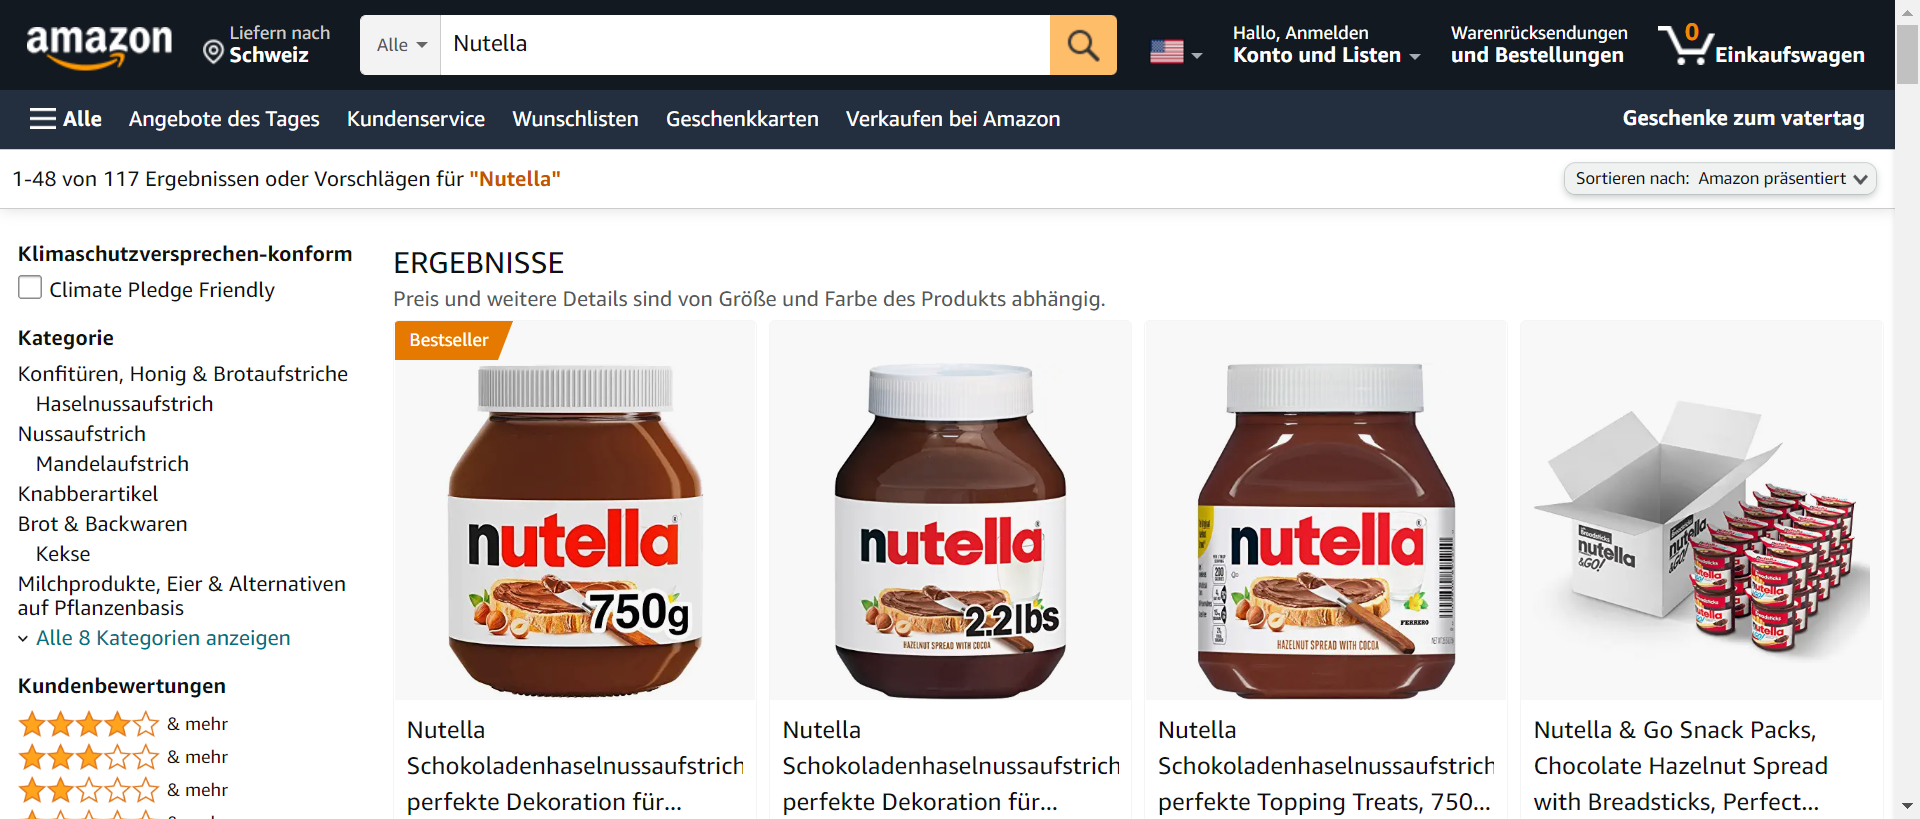 amazon
Liefern nach
Schweiz
Alle
Nutella
Hallo, Anmelden
Konto und Listen
Warenrücksendungen
und Bestellungen
0
Einkaufswagen
Alle
Angebote des Tages
Kundenservice
Wunschlisten
Geschenkkarten
Verkaufen bei Amazon
Geschenke zum vatertag
1-48 von 117 Ergebnissen oder Vorschlägen für "Nutella"
Sortieren nach: Amazon präsentiert
Klimaschutzversprechen-konform
Climate Pledge Friendly
Kategorie
Konfitüren, Honig & Brotaufstriche
Haselnussaufstrich
Nussaufstrich
Mandelaufstrich
Knabberartikel
Brot & Backwaren
Kekse
Milchprodukte, Eier & Alternativen
auf Pflanzenbasis
Alle 8 Kategorien anzeigen
Kundenbewertungen
& mehr
& mehr
& mehr
ERGEBNISSE
Preis und weitere Details sind von Größe und Farbe des Produkts abhängig.
Bestseller
nutella
750g
Nutella
Schokoladenhaselnussaufstrich
perfekte Dekoration für...
nutella
2.2lbs
HAZELNUT SPREAD WITH COCOA
Nutella
Schokoladenhaselnussaufstrich
perfekte Dekoration für...
nutella
FERRERO
HAZELNUT SPREAD WITH COCOA
Nutella
Schokoladenhaselnussaufstrich
perfekte Topping Treats, 750...
Breadsticks
nutella
&GO!
Nutella & Go Snack Packs,
Chocolate Hazelnut Spread
with Breadsticks, Perfect...